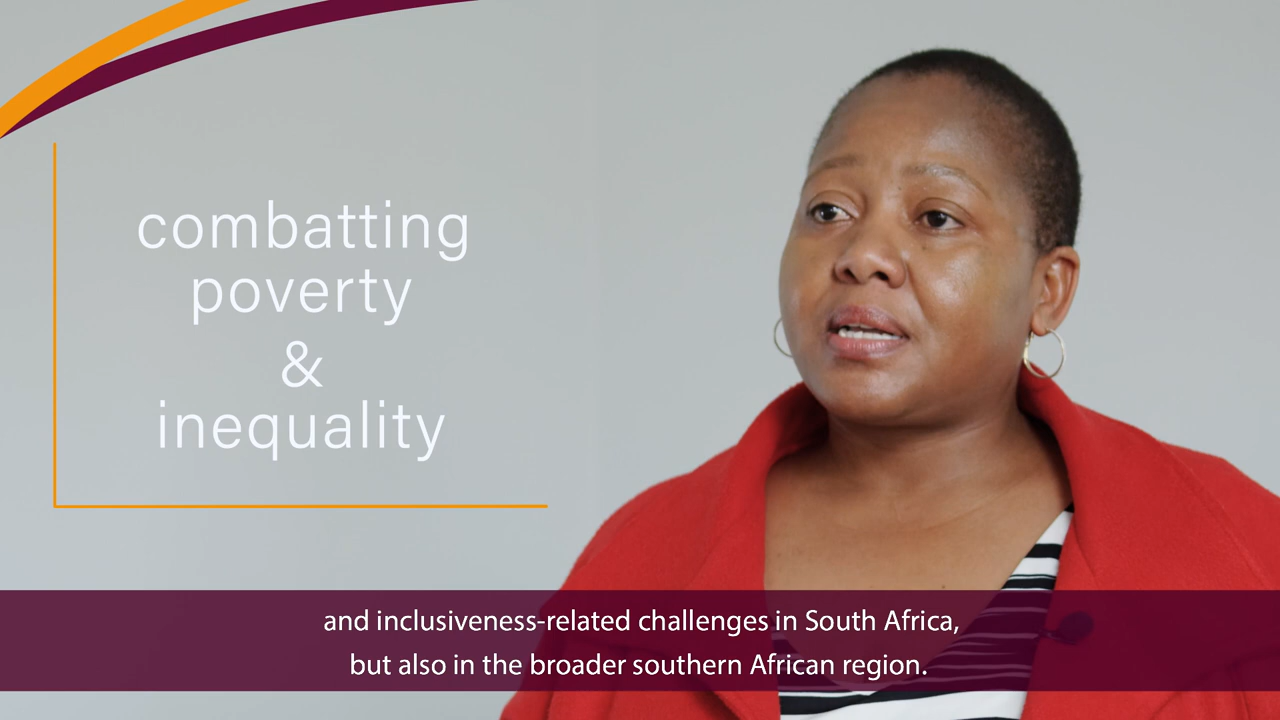 combatting
poverty
&
inequality
and inclusiveness-related challenges in South Africa,
but also in the broader southern African region.